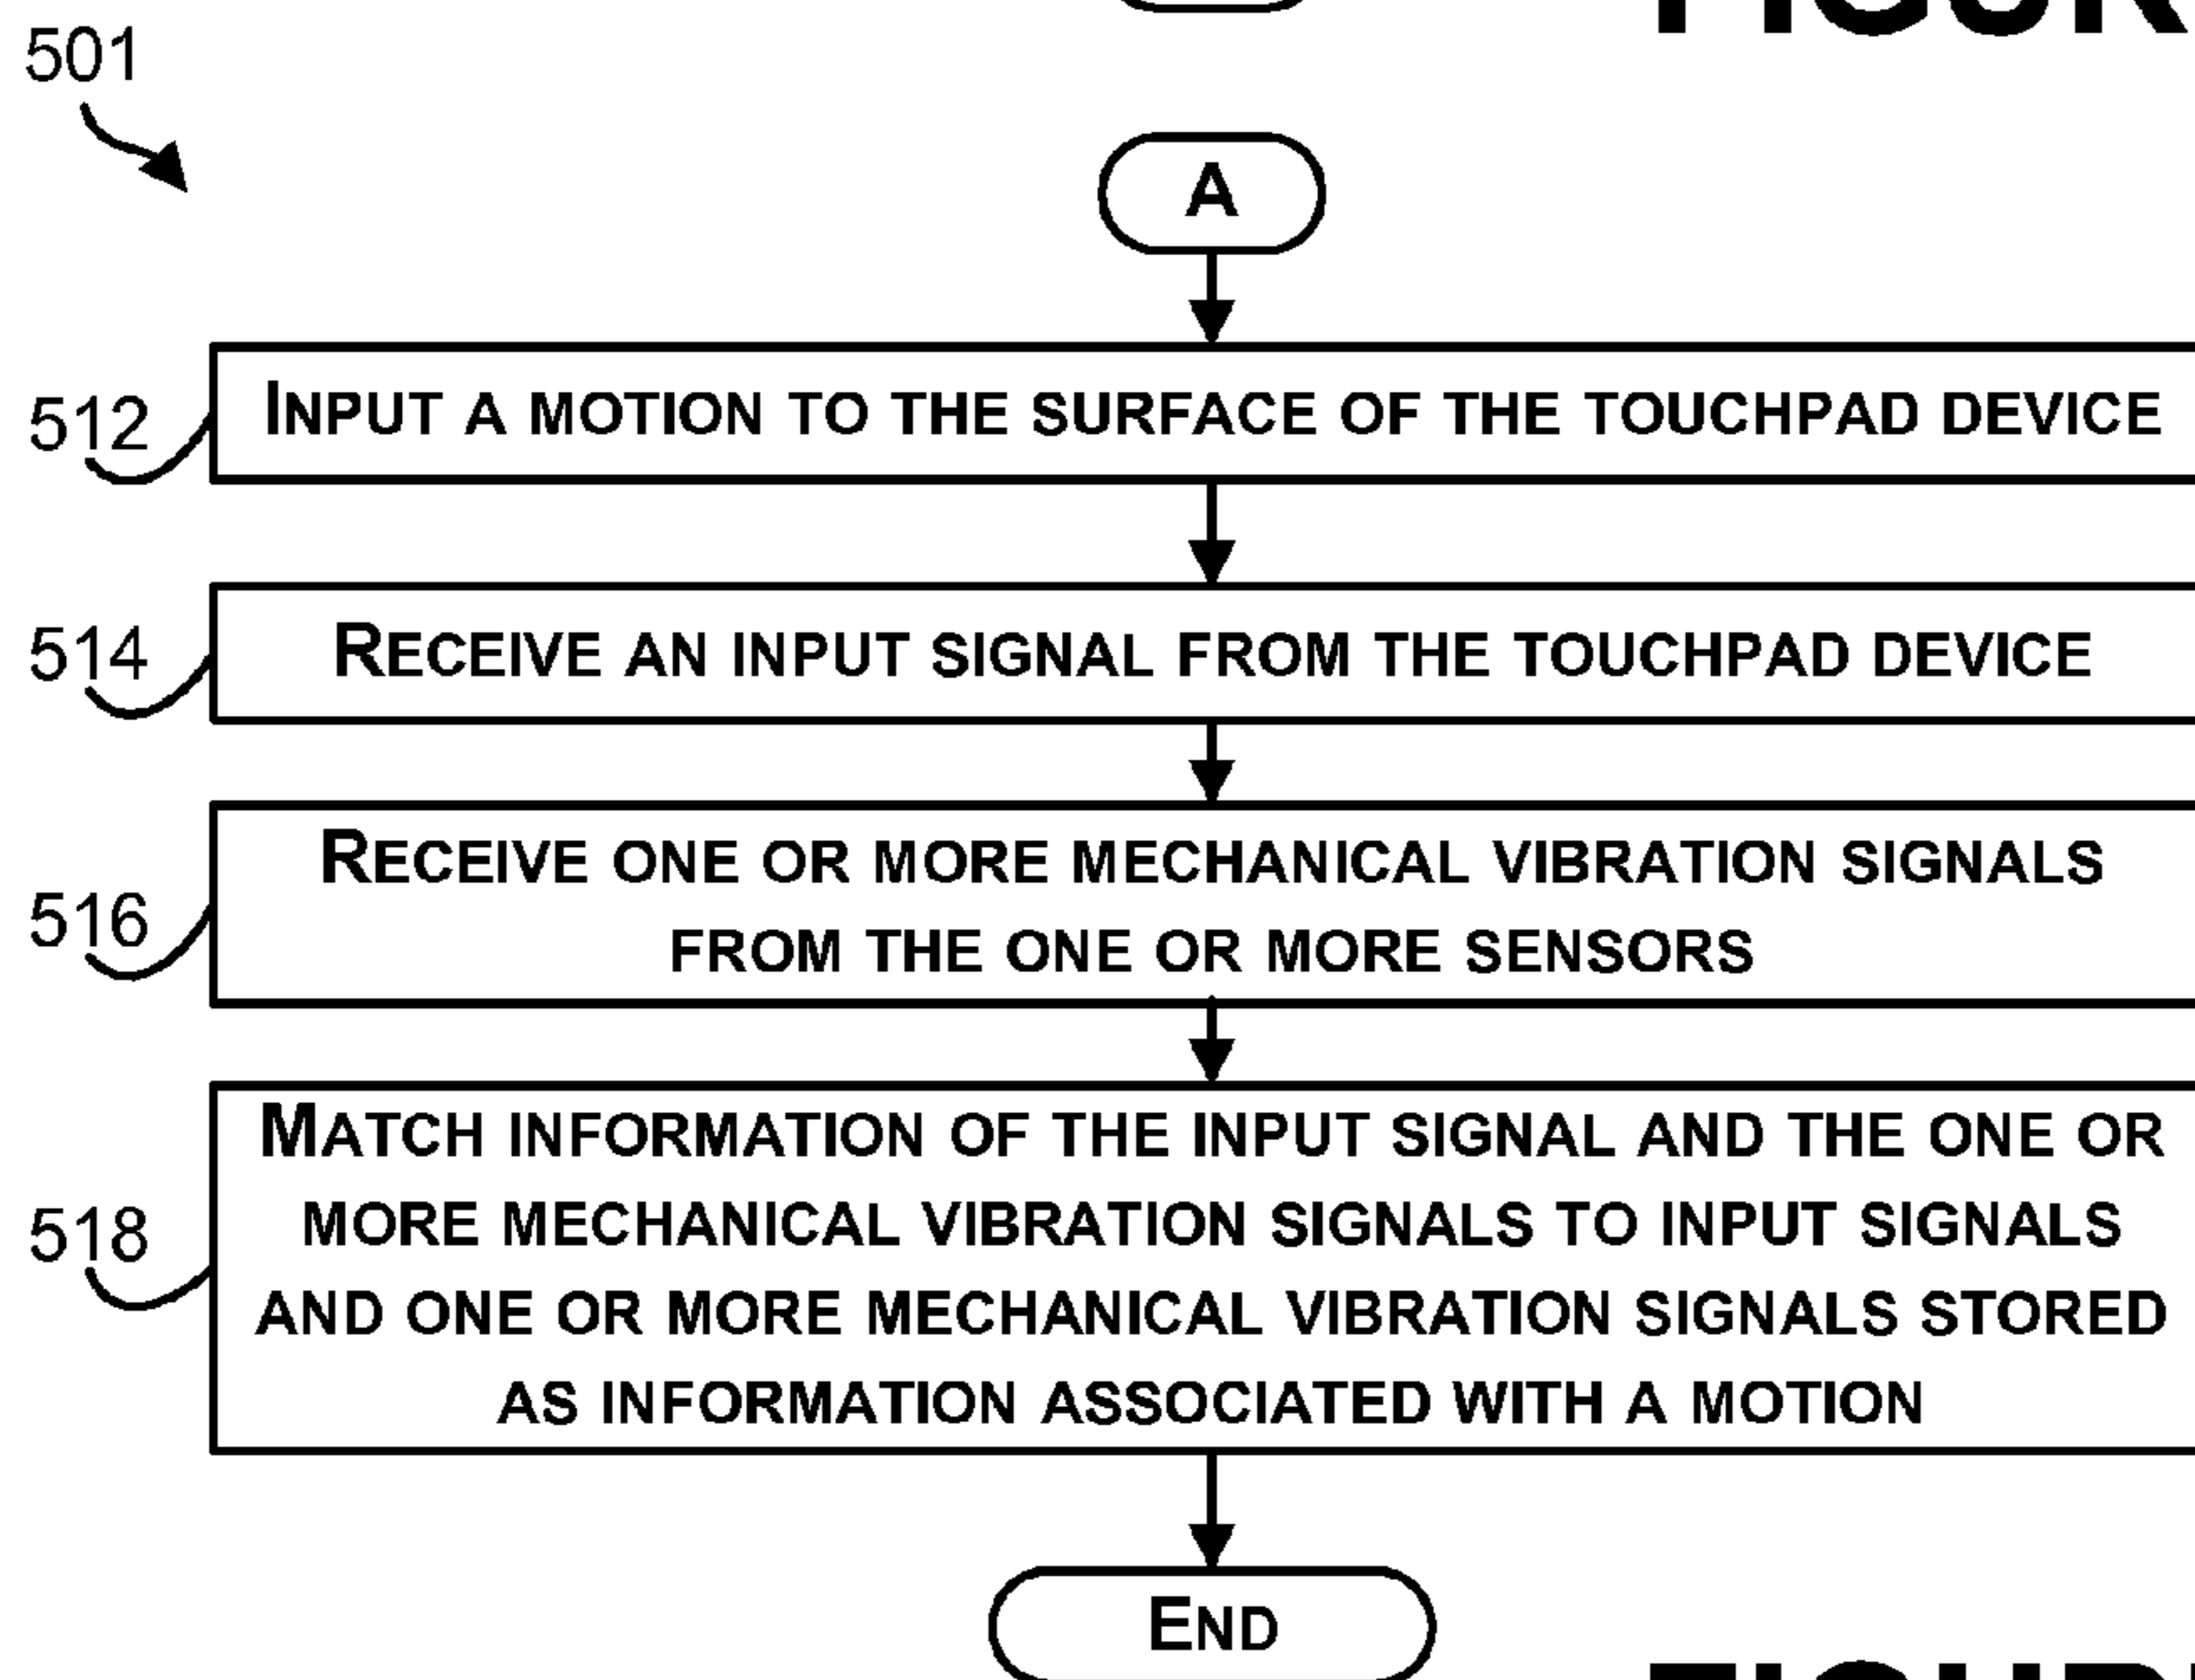 501
A
512
INPUT A MOTION TO THE SURFACE OF THE TOUCHPAD DEVICE
514
RECEIVE AN INPUT SIGNAL FROM THE TOUCHPAD DEVICE
516
RECEIVE ONE OR MORE MECHANICAL VIBRATION SIGNALS
FROM THE ONE OR MORE SENSORS
518
MATCH INFORMATION OF THE INPUT SIGNAL AND THE ONE OR
MORE MECHANICAL VIBRATION SIGNALS TO INPUT SIGNALS
AND ONE OR MORE MECHANICAL VIBRATION SIGNALS STORED
AS INFORMATION ASSOCIATED WITH A MOTION
END